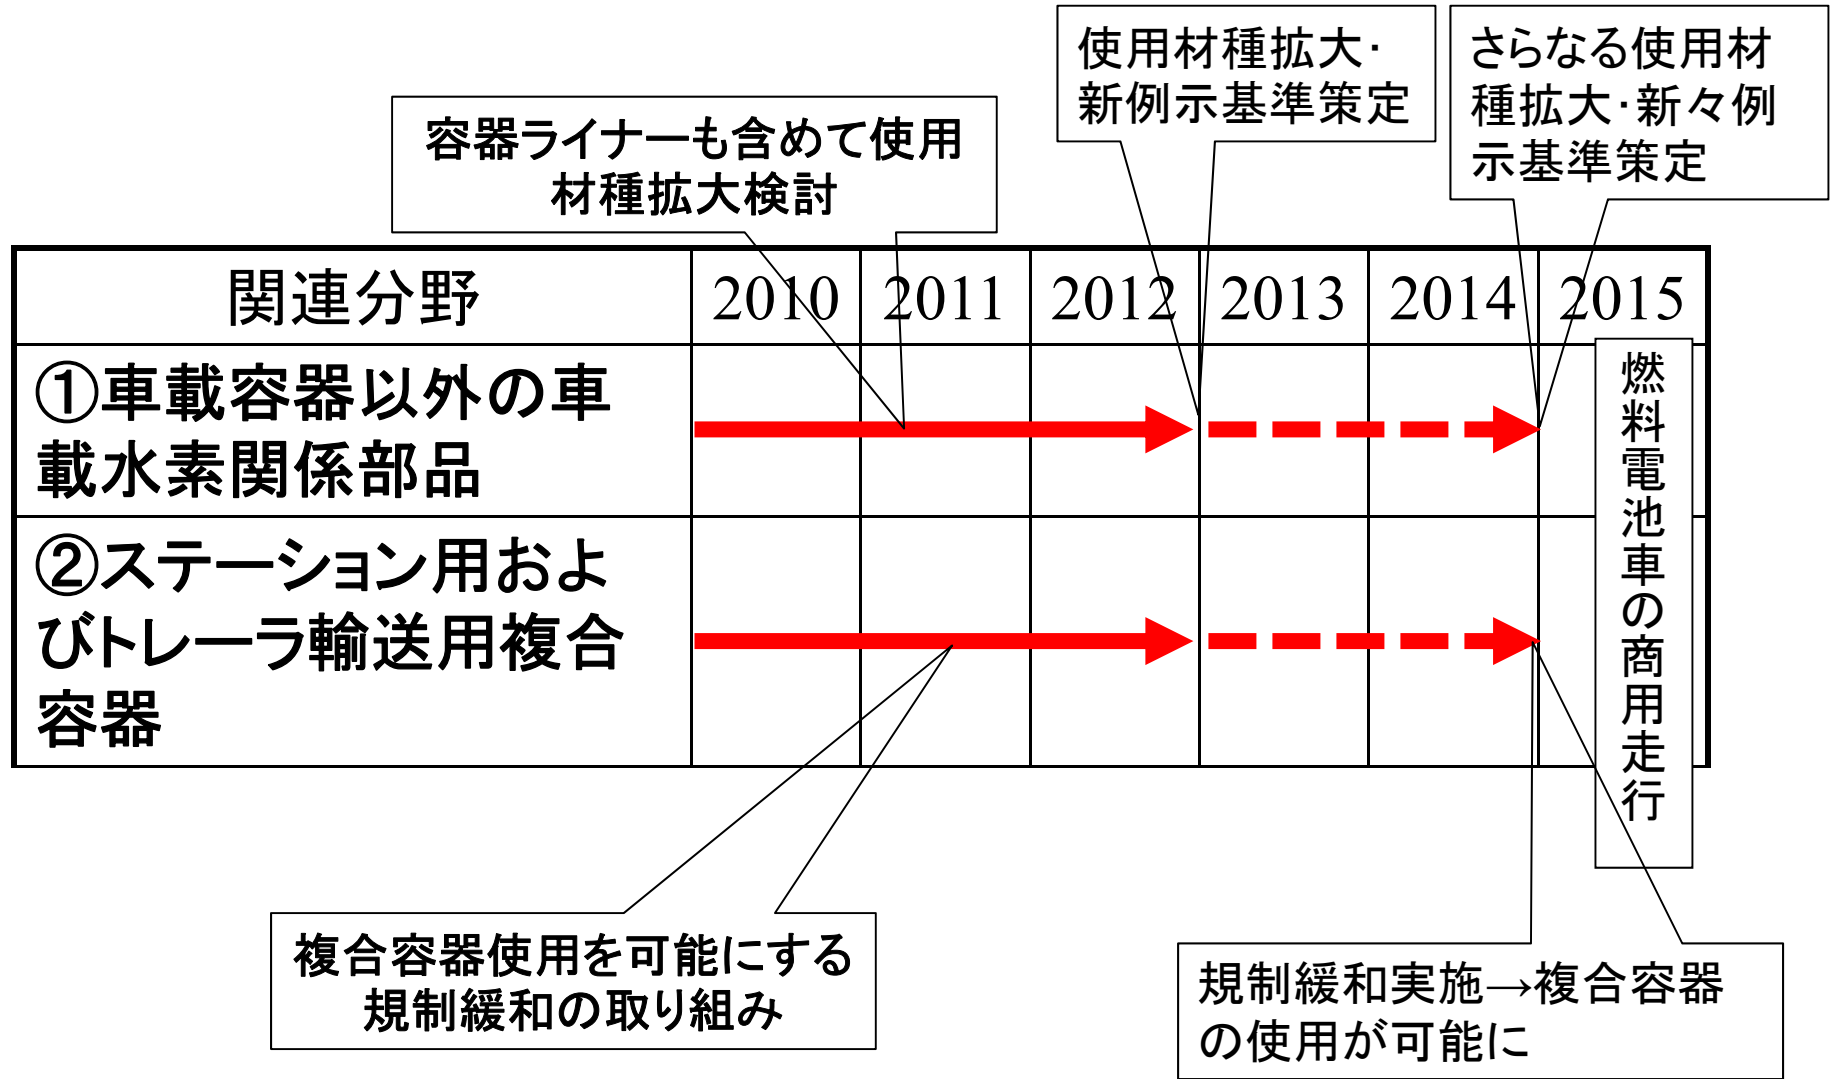 使用材種拡大・
新例示基準策定
さらなる使用材
種拡大・新々例
示基準策定
容器ライナーも含めて使用
材種拡大検討
関連分野 2010 2011 2012 2013 2014 2015
①車載容器以外の車
載水素関係部品
②ステーション用およ
びトレーラ輸送用複合
容器
燃料電池車の商用走行
複合容器使用を可能にする
規制緩和の取り組み
規制緩和実施→複合容器
の使用が可能に